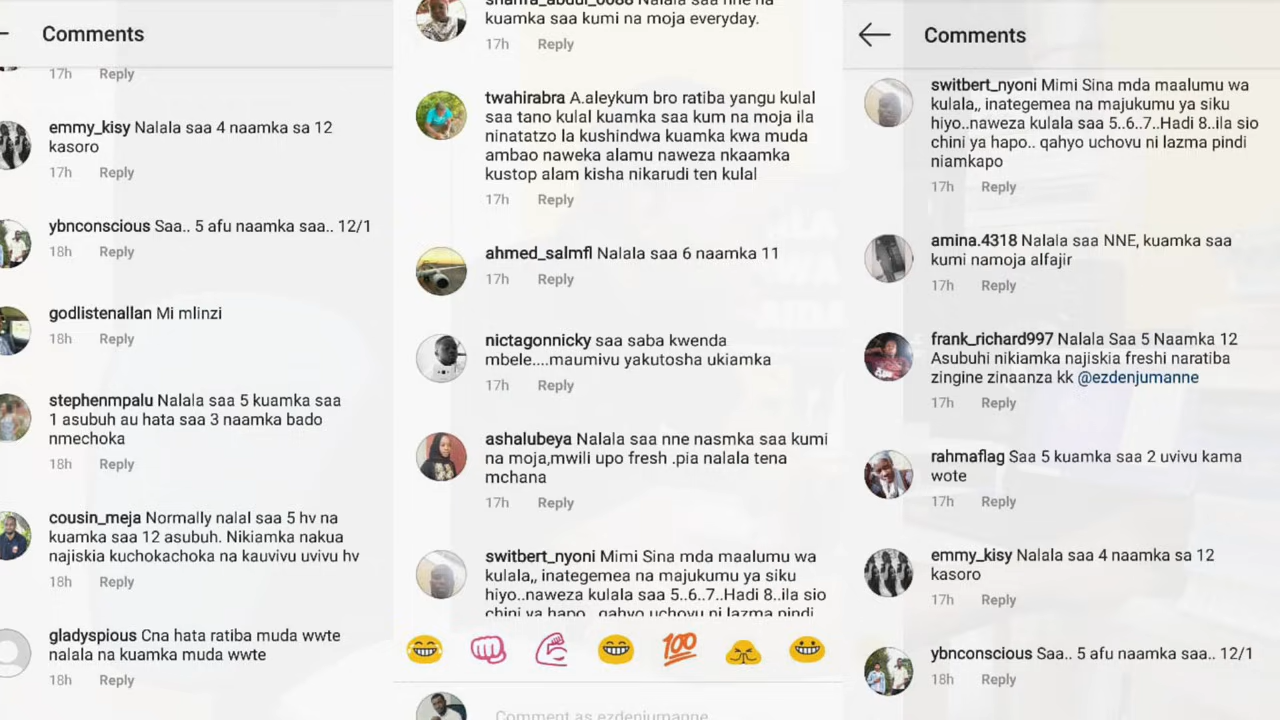 Comments
17h Reply
emmy_kisy Nalala saa 4 naamka sa 12
kasoro
17h Reply
ybnconscious Saa.. 5 afu naamka saa.. 12/1
18h Reply
godlistenallan Mi mlinzi
18h Reply
stephenmpalu Nalala saa 5 kuamka saa
1 asubuh au hata saa 3 naamka bado
nmechoka
18h Reply
cousin_meja Normally nalal saa 5 hv na
kuamka saa 12 asubuh. Nikiamka nakua
najiskia kuchokachoka na kauvivu uvivu hv
18h Reply
gladyspious Cna hata ratiba muda wwte
nalala na kuamka muda wwte
18h Reply
sharifa_abdul_6088 Nalala saa nne na
kuamka saa kumi na moja everyday.
17h Reply
twahirabra A.aleykum bro ratiba yangu kulal
saa tano kulal kuamka saa kum na moja ila
ninatatzo la kushindwa kuamka kwa muda
ambao naweka alamu naweza nkaamka
kustop alam kisha nikarudi ten kulal
17h Reply
ahmed_salmfl Nalala saa 6 naamka 11
17h Reply
nictagonnicky saa saba kwenda
mbele....maumivu yakutosha ukiamka
17h Reply
ashalubeya Nalala saa nne nasmka saa kumi
na moja,mwili upo fresh .pia nalala tena
mchana
17h Reply
switbert_nyoni Mimi Sina mda maalumu wa
kulala,, inategemea na majukumu ya siku
hiyo..naweza kulala saa 5..6..7..Hadi 8..ila sio
chini ya hapo.. qahyo uchovu ni lazma pindi
100
Comment as ezdenjumanne
Comments
switbert_nyoni Mimi Sina mda maalumu wa
kulala,, inategemea na majukumu ya siku
hiyo..naweza kulala saa 5..6..7..Hadi 8..ila sio
chini ya hapo.. qahyo uchovu ni lazma pindi
niamkapo
17h Reply
amina.4318 Nalala saa NNE, kuamka saa
kumi namoja alfajir
17h Reply
frank_richard997 Nalala Saa 5 Naamka 12
Asubuhi nikiamka najiskia freshi naratiba
zingine zinaanza kk @ezdenjumanne
17h Reply
rahmaflag Saa 5 kuamka saa 2 uvivu kama
wote
17h Reply
emmy_kisy Nalala saa 4 naamka sa 12
kasoro
17h Reply
ybnconscious Saa.. 5 afu naamka saa.. 12/1
18h Reply